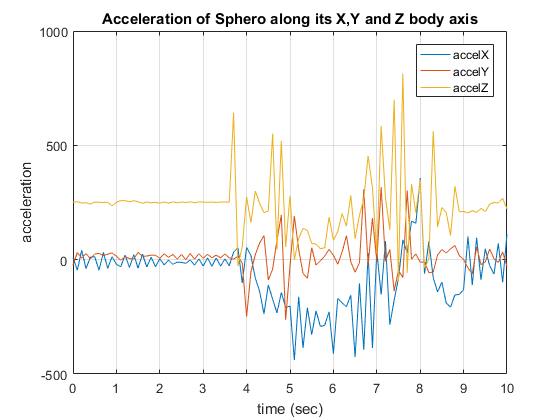 Acceleration of Sphero along its X,Y and Z body axis
1000
500
0
-500
acceleration
accelX
accelY
accelZ
0 1 2 3 4 5 6 7 8 9 10
time (sec)